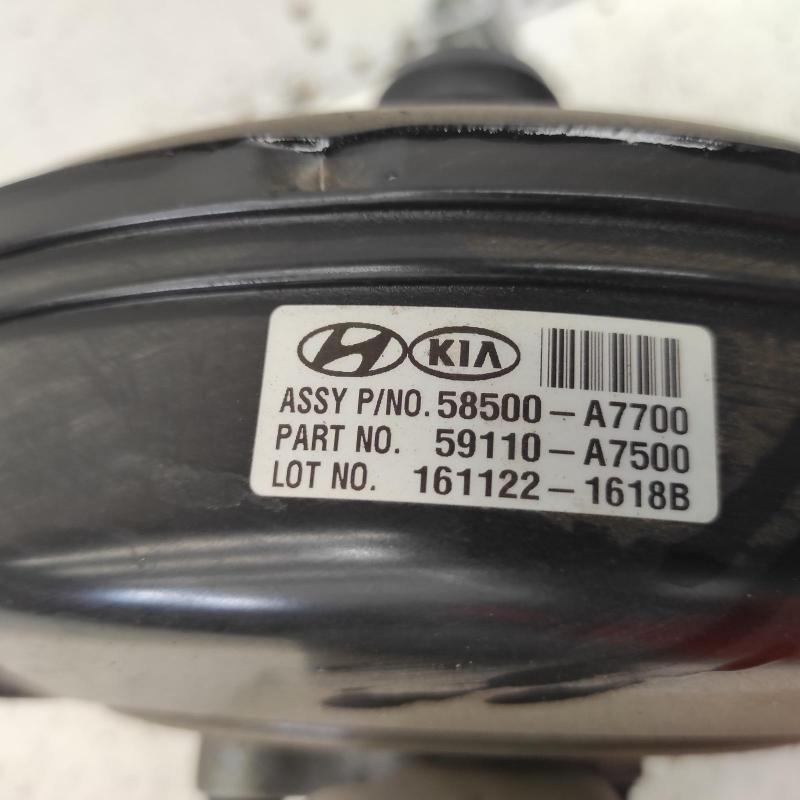 KIA
ASSY P/NO. 58500-A7700
PART NO. 59110-A7500
LOT NO. 161122-1618B